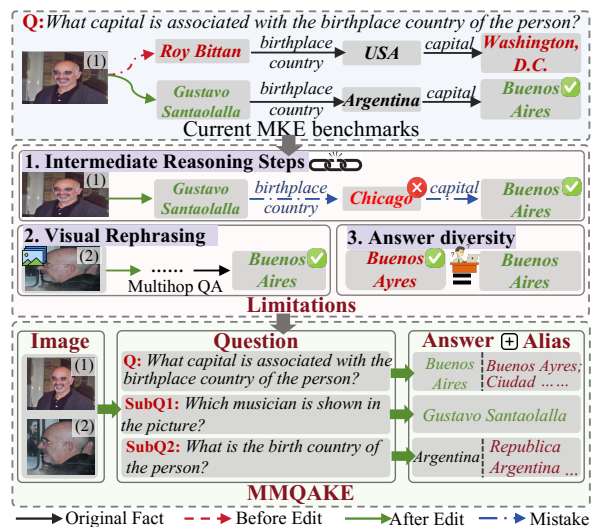 Q: What capital is associated with the birthplace country of the person?
(1)
Roy Bittan
birthplace
country
USA
capital
Washington,
D.C.
Gustavo
Santaolalla
birthplace
country
Argentina
capital
Buenos
Aires
Current MKE benchmarks
1. Intermediate Reasoning Steps
(1)
Gustavo
Santaolalla
birthplace
country
Chicago
capital
Buenos
Aires
2. Visual Rephrasing
(2)
......
Multihop QA
Buenos
Aires
3. Answer diversity
Buenos
Ayres
Buenos
Aires
Limitations
Image
Question
Answer + Alias
(1)
(2)
Q: What capital is associated with the
birthplace country of the person?
Buenos
Aires
Buenos Ayres;
Ciudad ... ...
SubQ1: Which musician is shown in
the picture?
Gustavo Santaolalla
SubQ2: What is the birth country of
the person?
Argentina
Republica
Argentina ...
MMQAKE
Original Fact
Before Edit
After Edit
Mistake